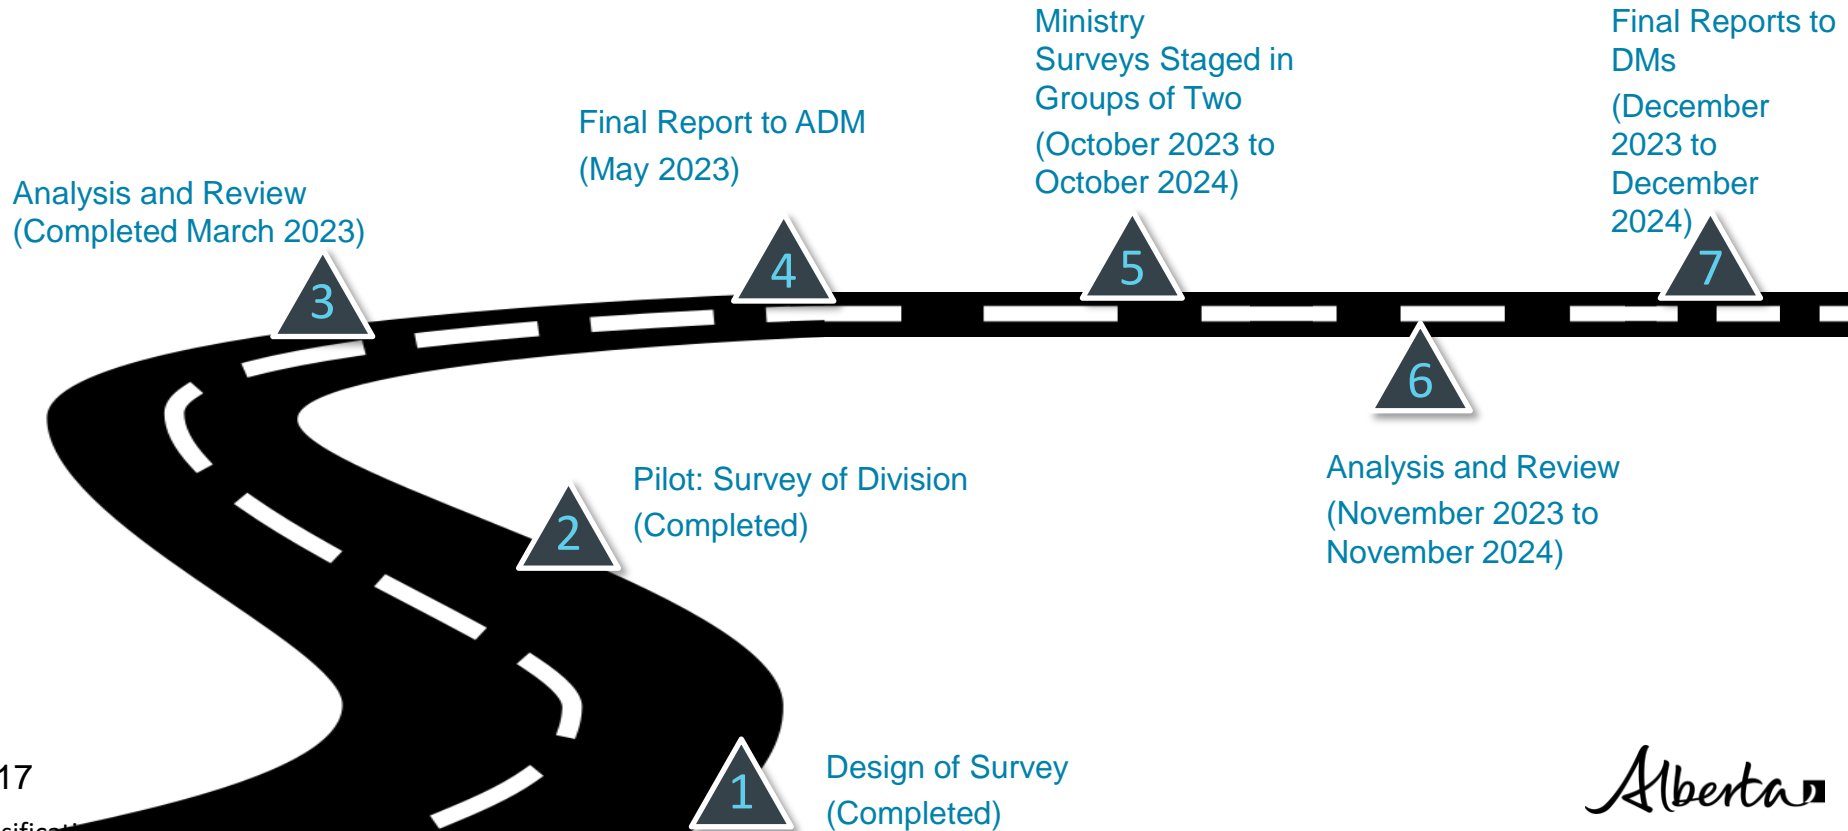 Ministry
Surveys Staged in
Groups of Two
(October 2023 to
October 2024)
Final Reports to
DMs
(December
2023 to
December
2024)
Final Report to ADM
(May 2023)
Analysis and Review
(Completed March 2023)
3
4
5
7
6
Pilot: Survey of Division
(Completed)
2
Analysis and Review
(November 2023 to
November 2024)
17
1
Design of Survey
(Completed)
Alberta